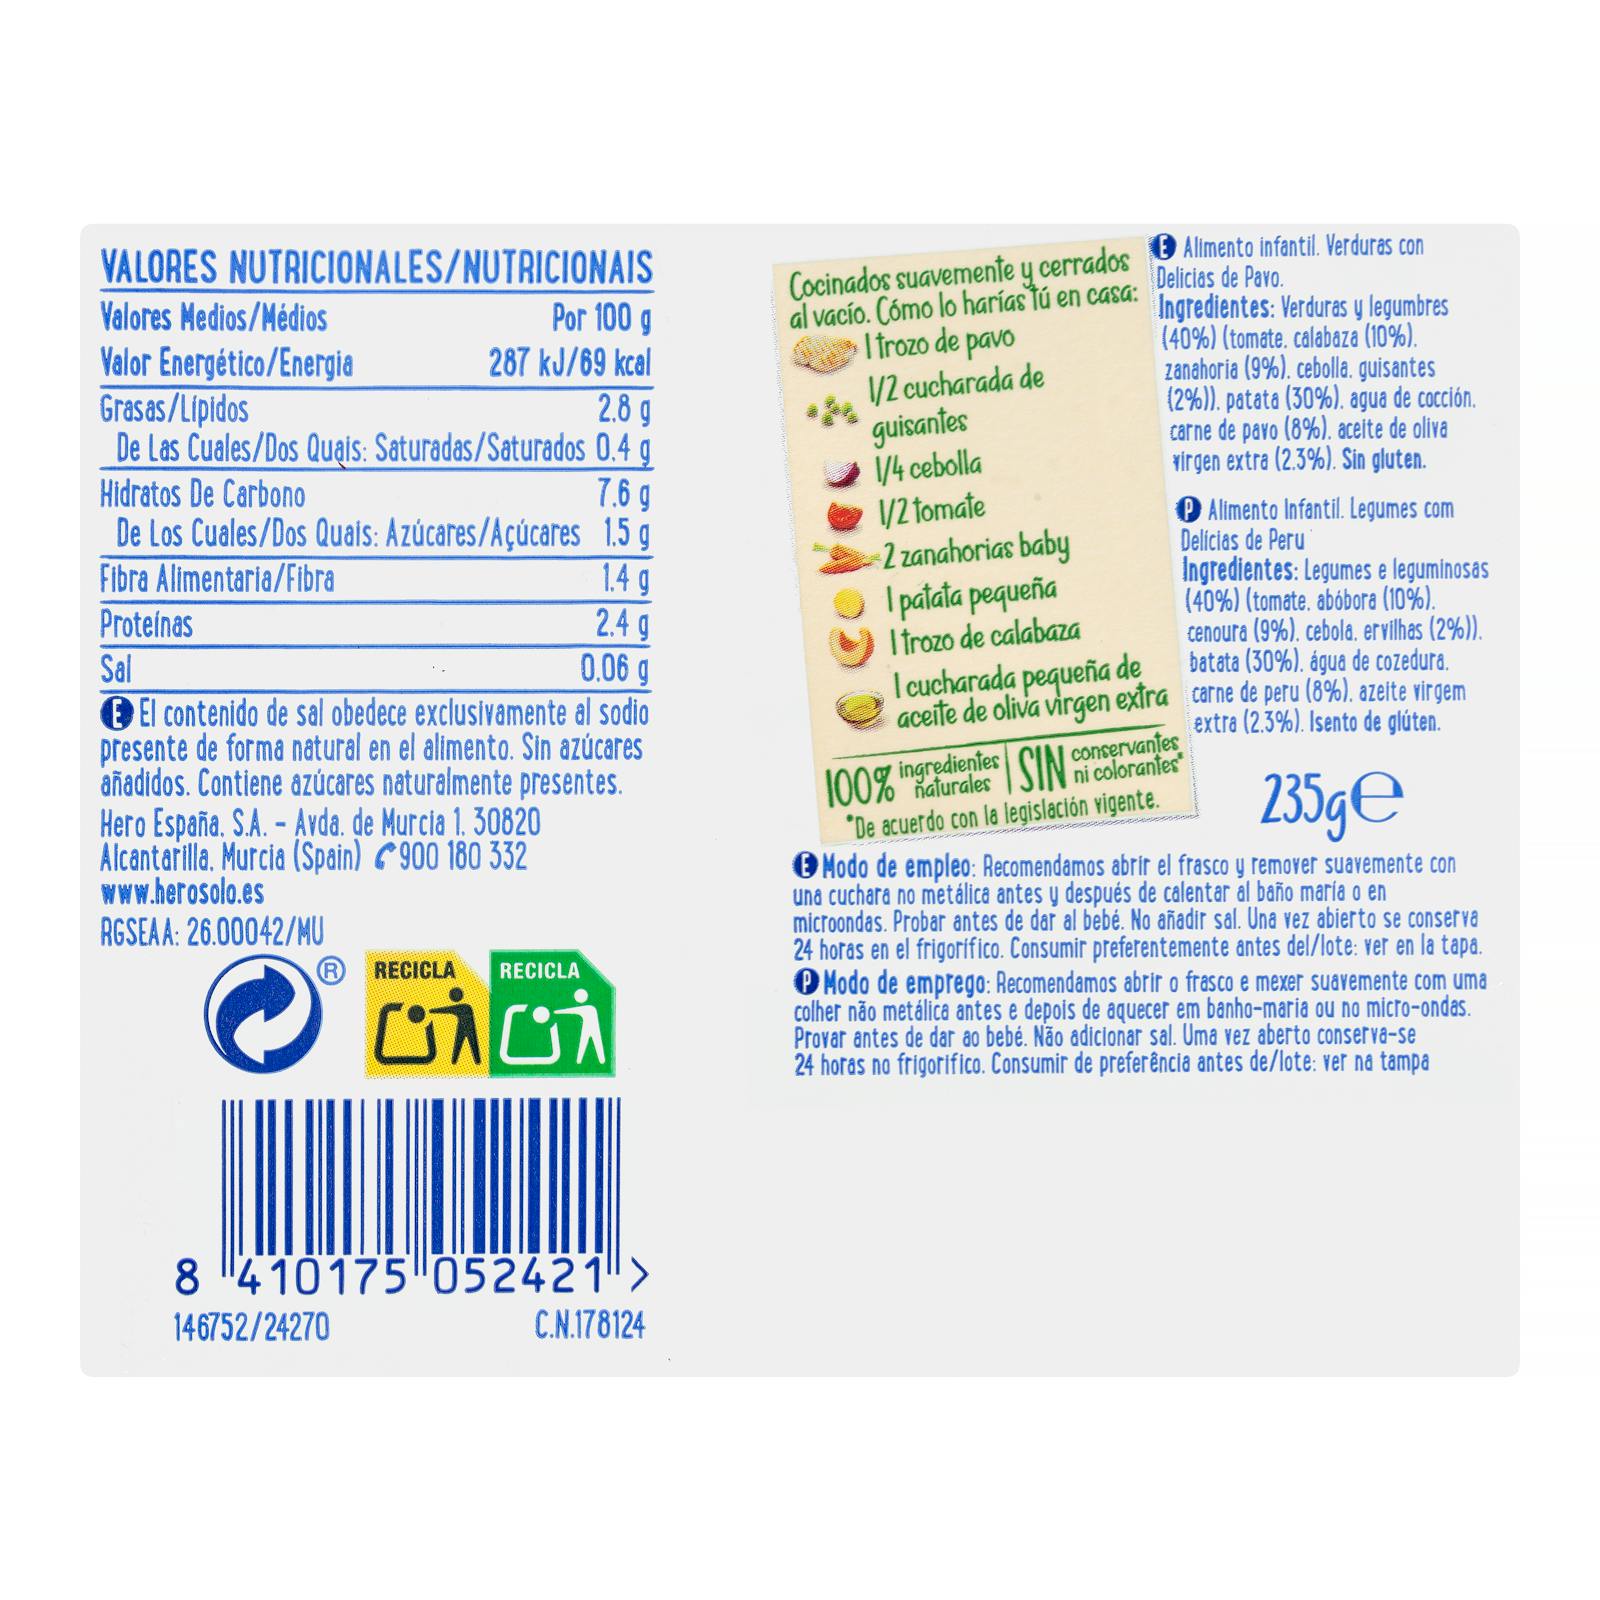 VALORES NUTRICIONALES/NUTRICIONAIS
Valores Medios/Médios Por 100 g
Valor Energético/Energia 287 kJ/69 kcal
Grasas/Lípidos 2.8 g
De Las Cuales/Dos Quais: Saturadas/Saturados 0.4 g
Hidratos De Carbono 7.6 g
De Los Cuales/Dos Quais: Azúcares/Açúcares 1.5 g
Fibra Alimentaria/Fibra 1.4 g
Proteínas 2.4 g
Sal 0.06 g
E El contenido de sal obedece exclusivamente al sodio
presente de forma natural en el alimento. Sin azúcares
añadidos. Contiene azúcares naturalmente presentes.
Hero España, S.A. - Avda. de Murcia 1, 30820
Alcantarilla, Murcia (Spain) 900 180 332
www.herosolo.es
RGSEAA: 26.00042/MU
®
RECICLA
RECICLA
8 410175 052421 >
146752/24270 C.N.178124
Cocinados suavemente y cerrados
al vacío. Cómo lo harías tú en casa:
1 trozo de pavo
1/2 cucharada de
guisantes
1/4 cebolla
1/2 tomate
2 zanahorias baby
1 patata pequeña
1 trozo de calabaza
1 cucharada pequeña de
aceite de oliva virgen extra
100% ingredientes naturales
SIN conservantes ni colorantes*
*De acuerdo con la legislación vigente.
E Alimento infantil. Verduras con
Delicias de Pavo.
Ingredientes: Verduras y legumbres
(40%) (tomate, calabaza (10%),
zanahoria (9%), cebolla, guisantes
(2%)), patata (30%), agua de cocción,
carne de pavo (8%), aceite de oliva
virgen extra (2.3%). Sin gluten.
P Alimento Infantil. Legumes com
Delícias de Peru
Ingredientes: Legumes e leguminosas
(40%) (tomate, abóbora (10%),
cenoura (9%), cebola, ervilhas (2%)),
batata (30%), água de cozedura,
carne de peru (8%), azeite virgem
extra (2.3%). Isento de glúten.
235g e
E Modo de empleo: Recomendamos abrir el frasco y remover suavemente con
una cuchara no metálica antes y después de calentar al baño maría o en
microondas. Probar antes de dar al bebé. No añadir sal. Una vez abierto se conserva
24 horas en el frigorífico. Consumir preferentemente antes del/lote: ver en la tapa.
P Modo de emprego: Recomendamos abrir o frasco e mexer suavemente com uma
colher não metálica antes e depois de aquecer em banho-maria ou no micro-ondas.
Provar antes de dar ao bebé. Não adicionar sal. Uma vez aberto conserva-se
24 horas no frigorífico. Consumir de preferência antes de/lote: ver na tampa